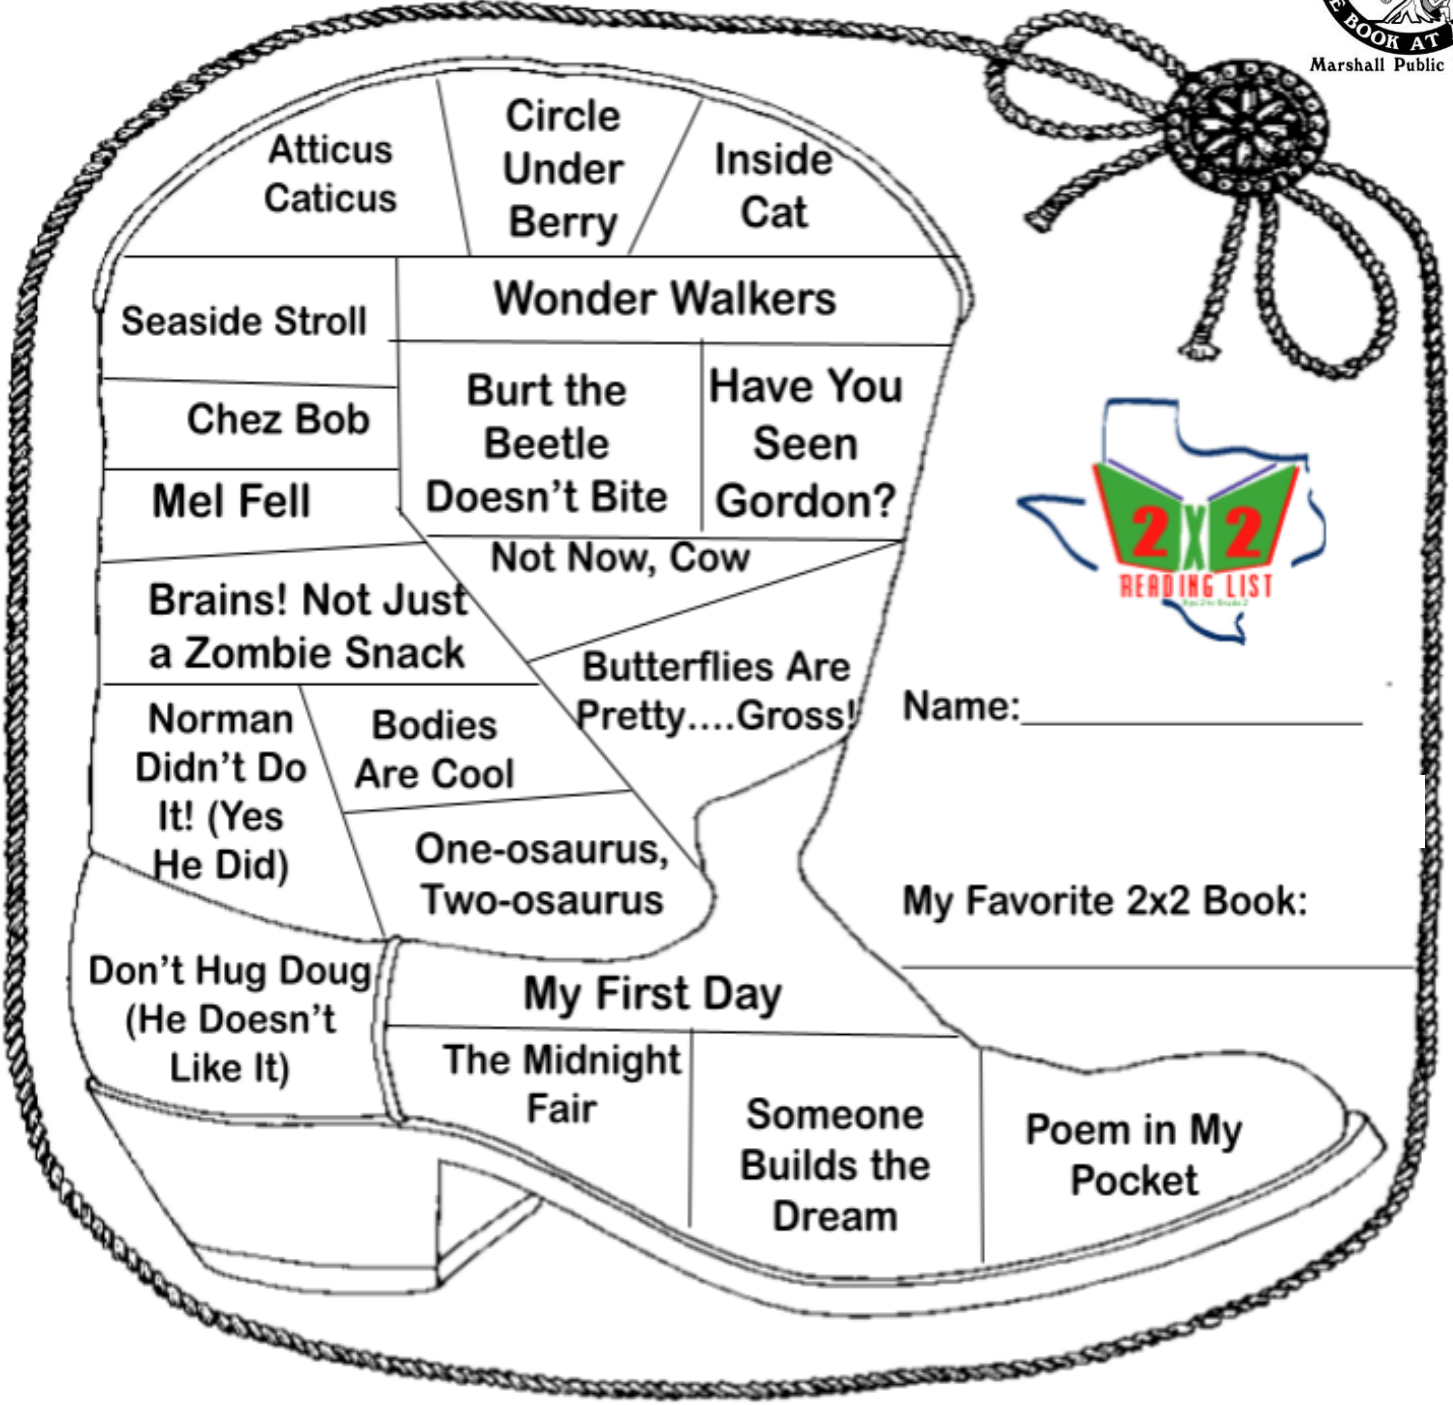 E BOOK AT
Marshall Public
Atticus
Caticus
Circle
Under
Berry
Inside
Cat
Seaside Stroll
Wonder Walkers
Chez Bob
Burt the
Beetle
Doesn't Bite
Have You
Seen
Gordon?
Mel Fell
Not Now, Cow
Brains! Not Just
a Zombie Snack
Butterflies Are
Pretty....Gross!
Norman
Didn't Do
It! (Yes
He Did)
Bodies
Are Cool
One-osaurus,
Two-osaurus
Don't Hug Doug
(He Doesn't
Like It)
My First Day
The Midnight
Fair
Someone
Builds the
Dream
Poem in My
Pocket
2X2
READING LIST
Name:
My Favorite 2x2 Book: